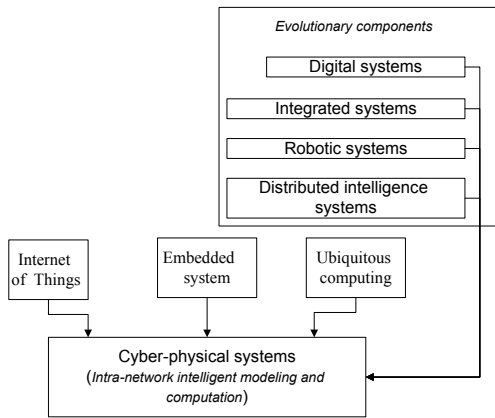 Evolutionary components
Digital systems
Integrated systems
Robotic systems
Distributed intelligence
systems
Internet
of Things
Embedded
system
Ubiquitous
computing
Cyber-physical systems
(Intra-network intelligent modeling and
computation)